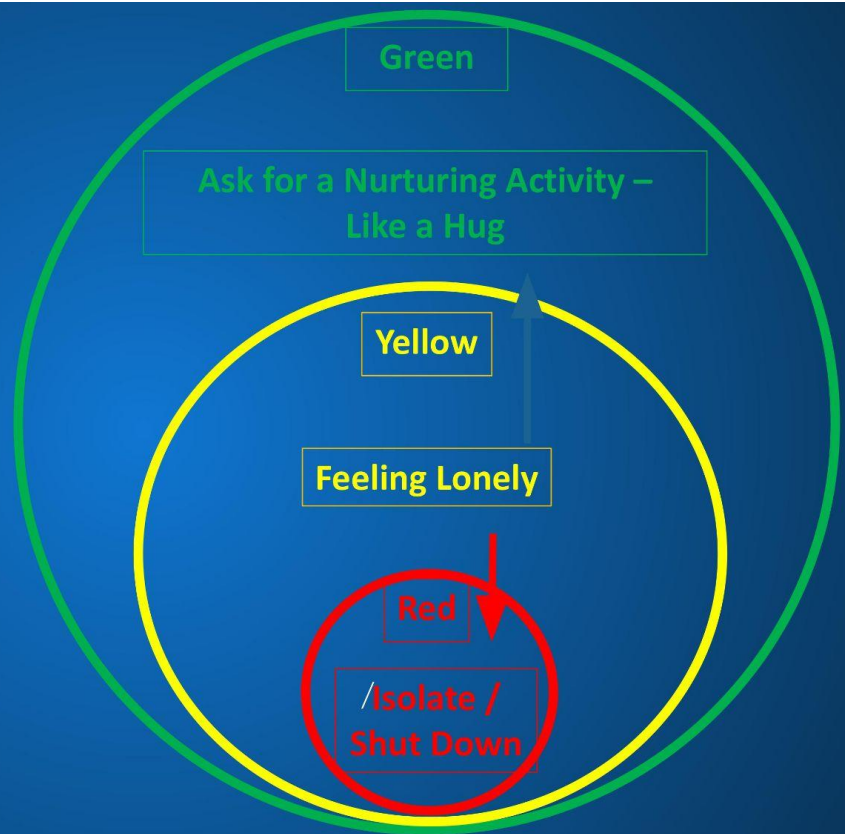 Green
Ask for a Nurturing Activity –
Like a Hug
Yellow
Feeling Lonely
Red
/Isolate /
Shut Down